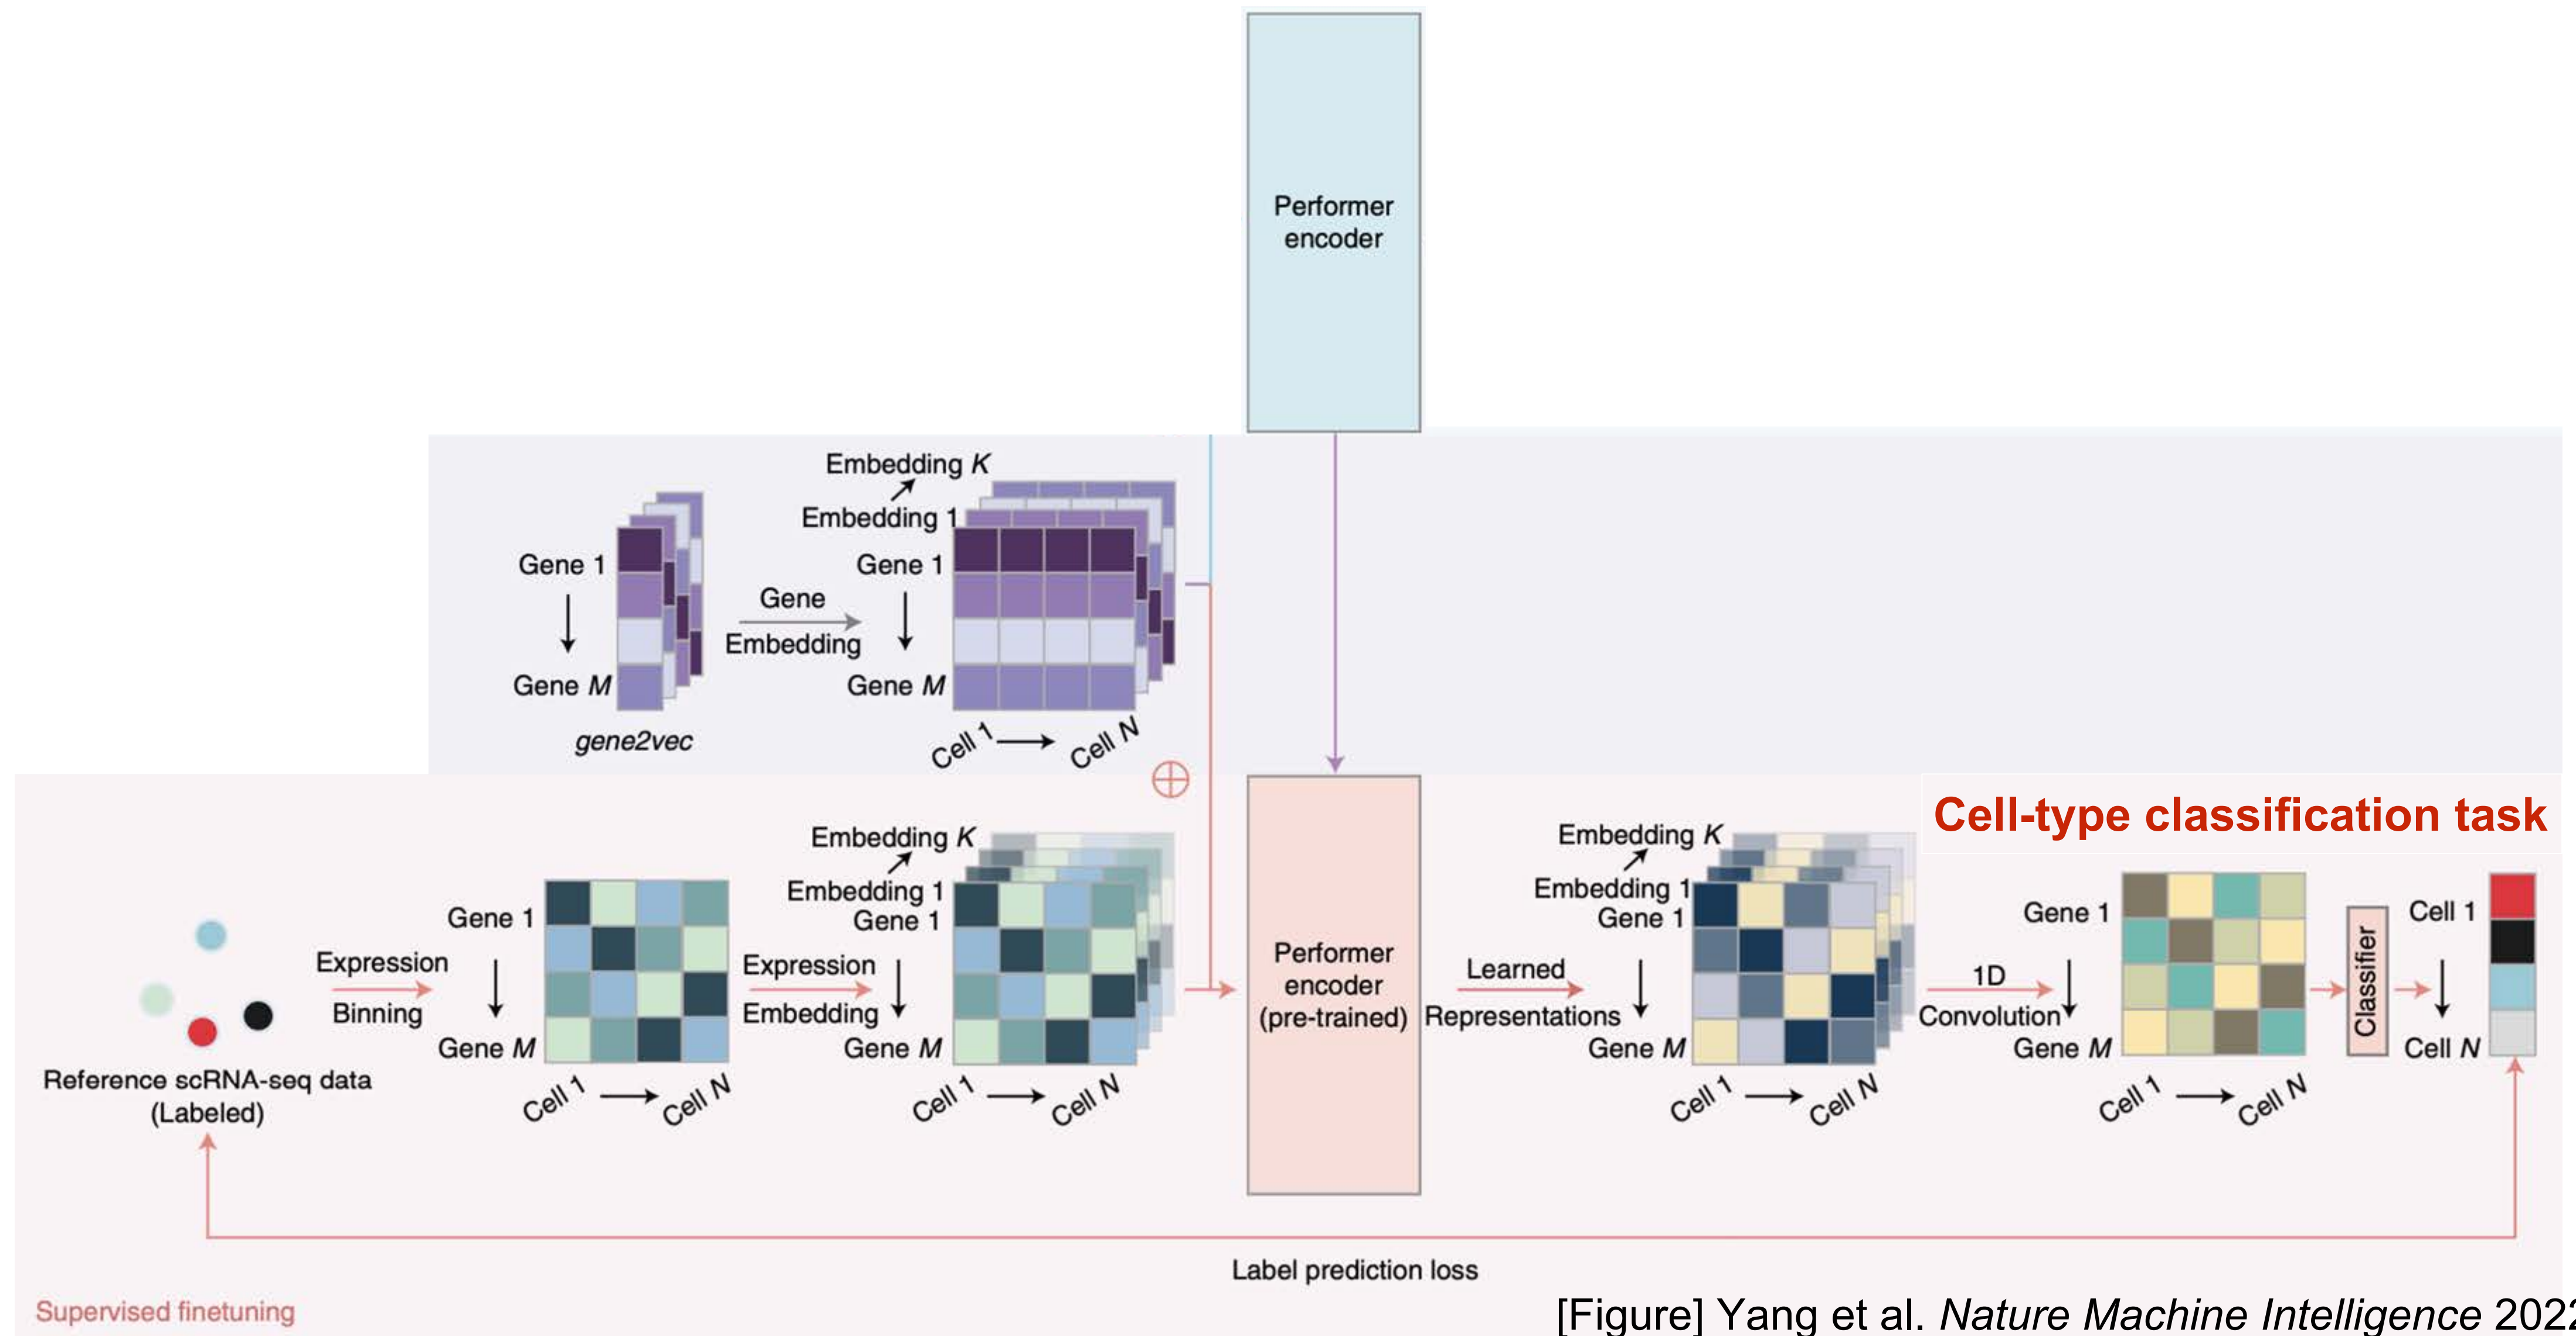 Performer
encoder
Embedding K
Embedding 1
Gene 1
Gene M
gene2vec
Gene
Embedding
Gene 1
Gene M
Cell 1
Cell N
Cell-type classification task
Reference scRNA-seq data
(Labeled)
Expression
Binning
Gene 1
Gene M
Cell 1
Cell N
Expression
Embedding
Embedding K
Embedding 1
Gene 1
Gene M
Cell 1
Cell N
Performer
encoder
(pre-trained)
Learned
Representations
Embedding K
Embedding 1
Gene 1
Gene M
Cell 1
Cell N
1D
Convolution
Gene 1
Gene M
Cell 1
Cell N
Classifier
Cell 1
Cell N
Label prediction loss
Supervised finetuning
[Figure] Yang et al. Nature Machine Intelligence 2022